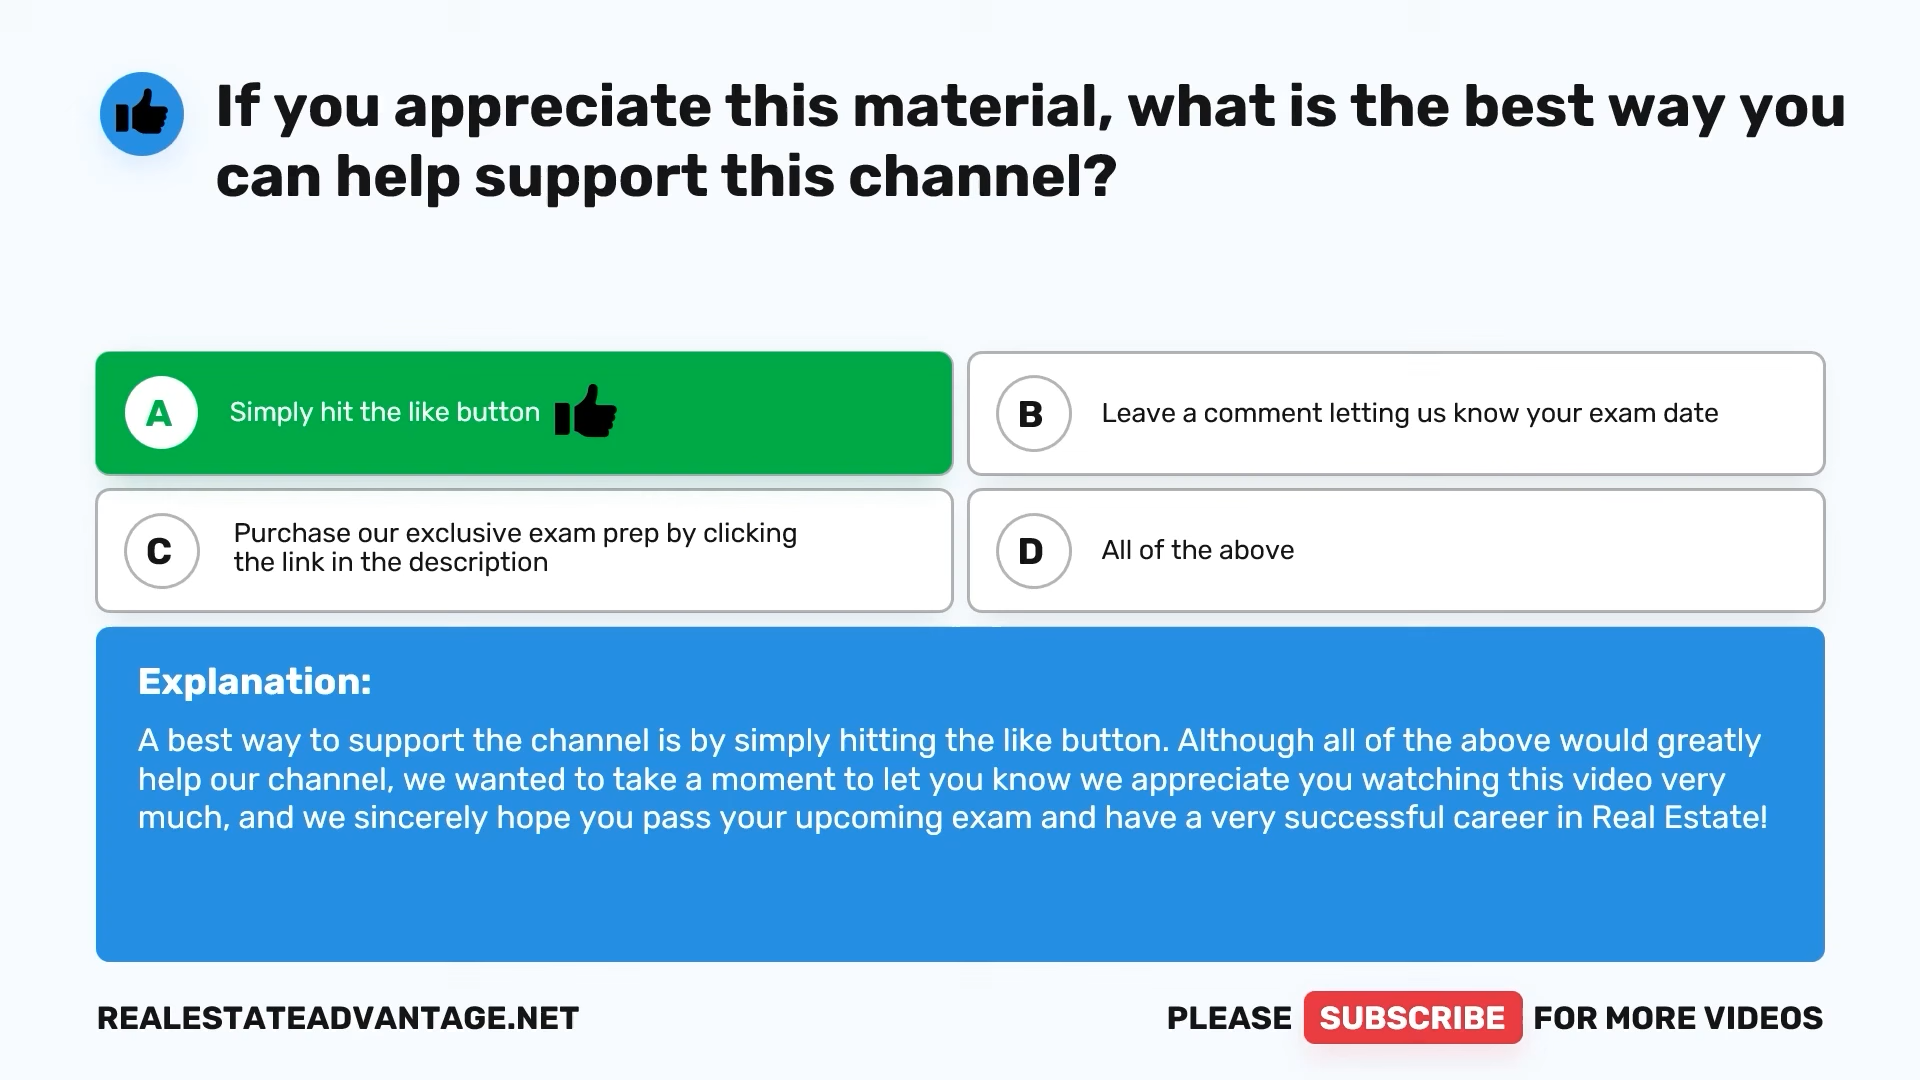 If you appreciate this material, what is the best way you
can help support this channel?
A
Simply hit the like button
B
Leave a comment letting us know your exam date
C
Purchase our exclusive exam prep by clicking
the link in the description
D
All of the above
Explanation:
A best way to support the channel is by simply hitting the like button. Although all of the above would greatly
help our channel, we wanted to take a moment to let you know we appreciate you watching this video very
much, and we sincerely hope you pass your upcoming exam and have a very successful career in Real Estate!
REALESTATEADVANTAGE.NET
PLEASE SUBSCRIBE FOR MORE VIDEOS